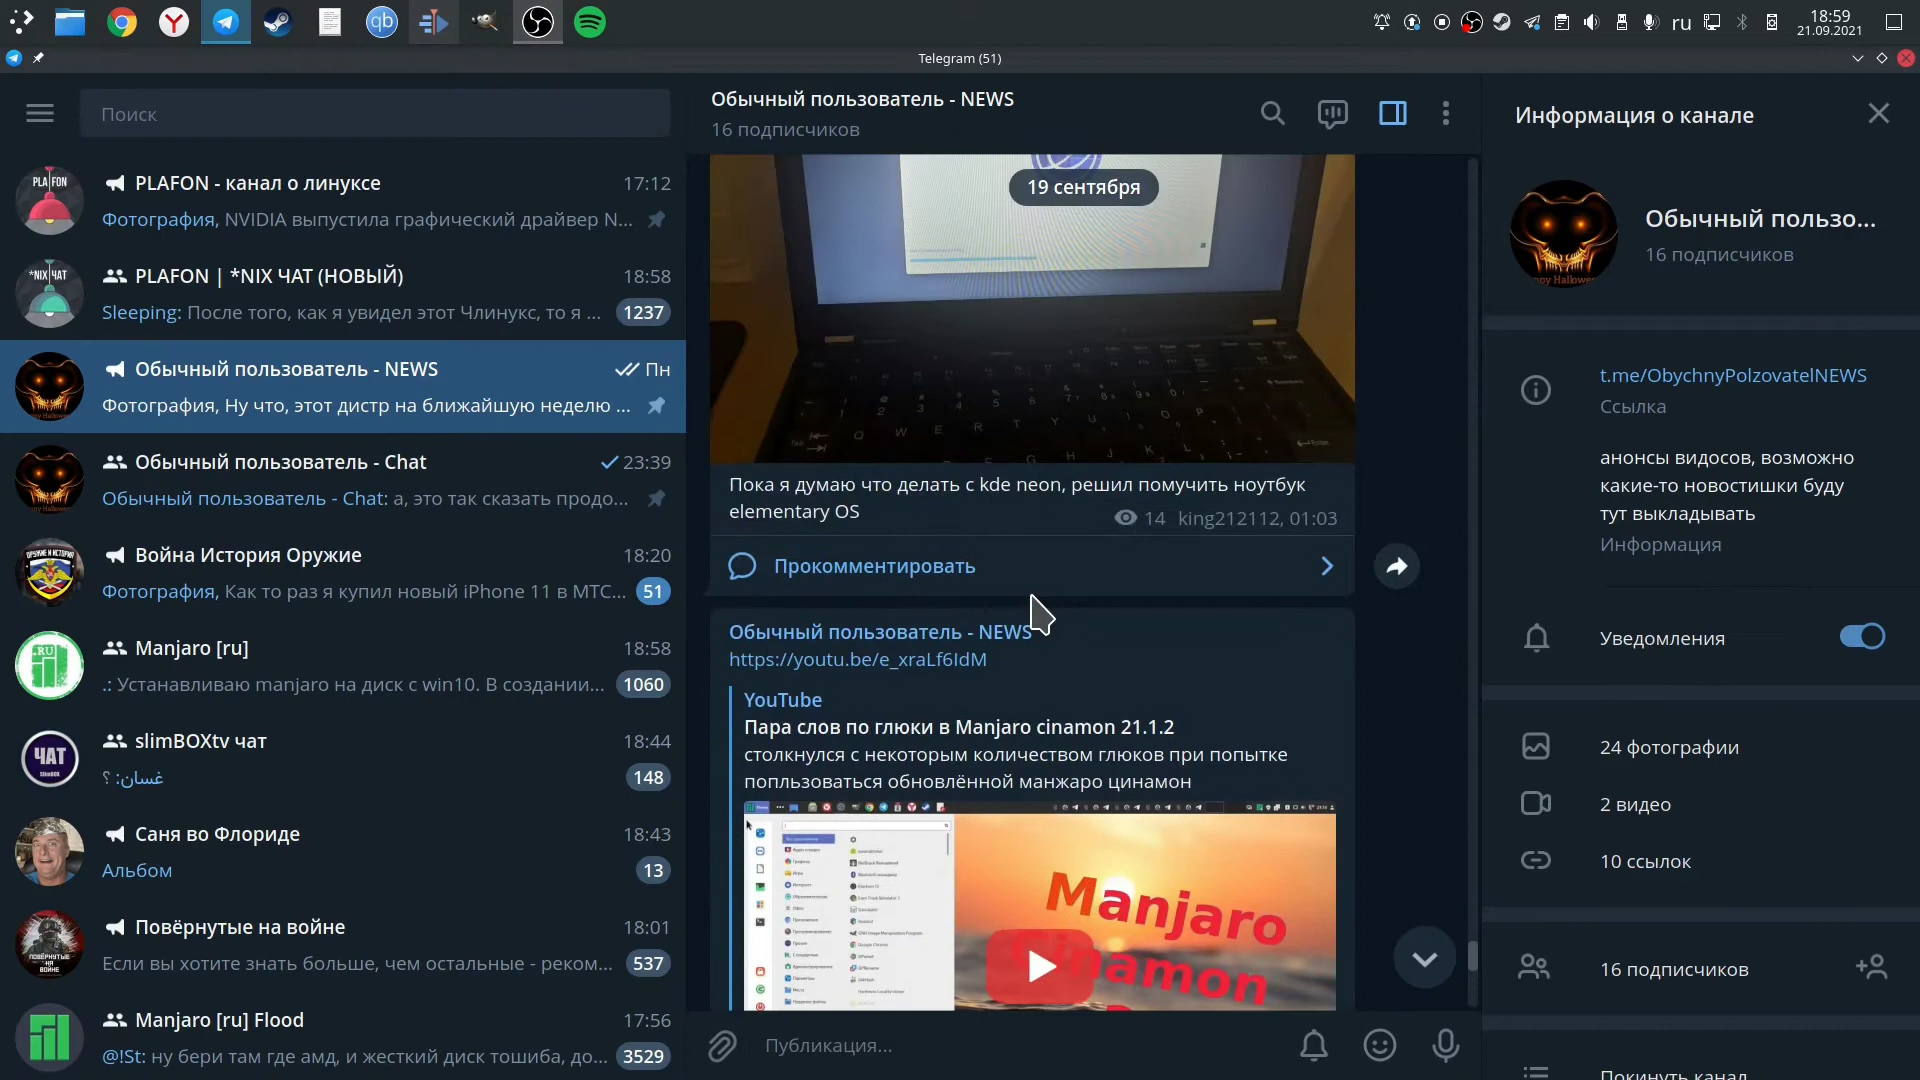 ru
18:59
21.09.2021
Telegram (51)
Поиск
PLAFON - канал о линуксе
17:12
Фотография, NVIDIA выпустила графический драйвер N...
PLAFON | *NIX ЧАТ (НОВЫЙ)
18:58
Sleeping: После того, как я увидел этот Члинукс, то я ...
1237
Обычный пользователь - NEWS
Пн
Фотография, Ну что, этот дистр на ближайшую неделю ...
Обычный пользователь - Chat
23:39
Обычный пользователь - Chat: а, это так сказать продо...
Война История Оружие
18:20
Фотография, Как то раз я купил новый iPhone 11 в МТС...
51
Manjaro [ru]
18:58
.: Устанавливаю manjaro на диск с win10. В создании...
1060
slimBOXtv чат
18:44
غسان: ؟
148
Саня во Флориде
18:43
Альбом
13
Повёрнутые на войне
18:01
Если вы хотите знать больше, чем остальные - реком...
537
Manjaro [ru] Flood
17:56
@!St: ну бери там где амд, и жесткий диск тошиба, до...
3529
Обычный пользователь - NEWS
16 подписчиков
19 сентября
Пока я думаю что делать с kde neon, решил помучить ноутбук
elementary OS
14 king212112, 01:03
Прокомментировать
Обычный пользователь - NEWS
https://youtu.be/e_xraLf6IdM
YouTube
Пара слов по глюки в Manjaro cinamon 21.1.2
столкнулся с некоторым количеством глюков при попытке
попльзоваться обновлённой манжаро цинамон
Manjaro
Cinamon
Публикация...
Информация о канале
Обычный пользо...
16 подписчиков
t.me/ObychnyPolzovatelNEWS
Ссылка
анонсы видосов, возможно
какие-то новостишки буду
тут выкладывать
Информация
Уведомления
24 фотографии
2 видео
10 ссылок
16 подписчиков
Покинуть канал